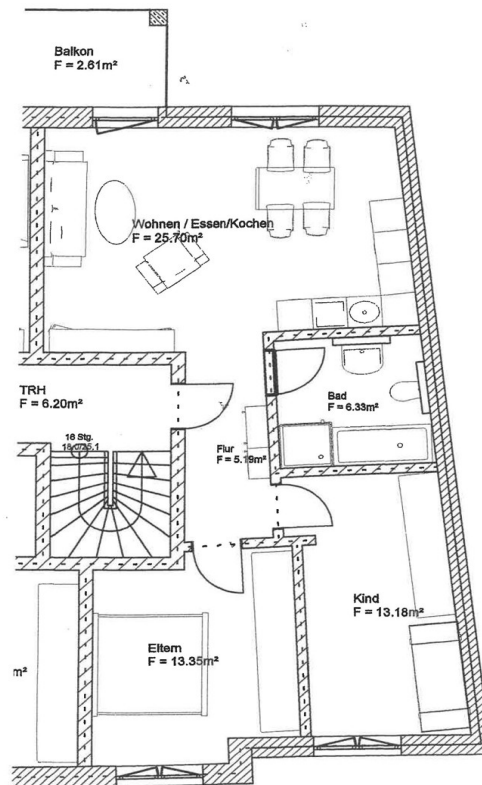 Balkon
F = 2.61m²
Wohnen / Essen/Kochen
F = 25.70m²
TRH
F = 6.20m²
16 Stg.
Bad
F = 6.33m²
Flur
F = 5.19m²
Kind
F = 13.18m²
Eltern
F = 13.35m²
m²